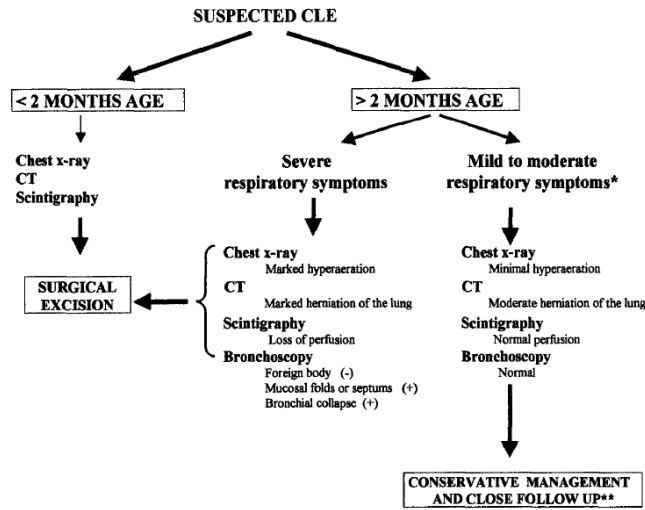 SUSPECTED CLE
< 2 MONTHS AGE
Chest x-ray
CT
Scintigraphy
SURGICAL
EXCISION
> 2 MONTHS AGE
Severe
respiratory symptoms
Chest x-ray
Marked hyperaeration
CT
Marked herniation of the lung
Scintigraphy
Loss of perfusion
Bronchoscopy
Foreign body (-)
Mucosal folds or septums (+)
Bronchial collapse (+)
Mild to moderate
respiratory symptoms*
Chest x-ray
Minimal hyperaeration
CT
Moderate herniation of the lung
Scintigraphy
Normal perfusion
Bronchoscopy
Normal
CONSERVATIVE MANAGEMENT
AND CLOSE FOLLOW UP**